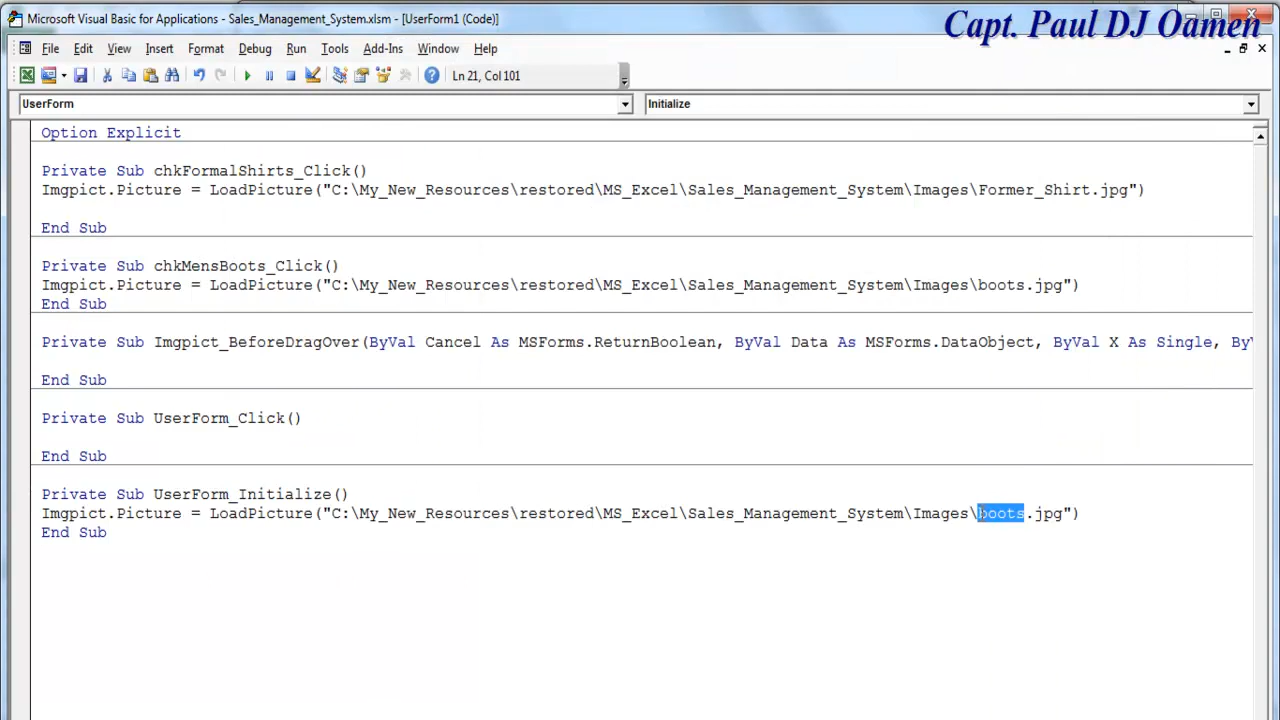 Microsoft Visual Basic for Applications - Sales_Management_System.xlsm - [UserForm1 (Code)]
Capt. Paul DJ Oamen
File Edit View Insert Format Debug Run Tools Add-Ins Window Help
Ln 21, Col 101
UserForm Initialize
Option Explicit
Private Sub chkFormalShirts_Click()
Imgpict.Picture = LoadPicture("C:\My_New_Resources\restored\MS_Excel\Sales_Management_System\Images\Former_Shirt.jpg")
End Sub
Private Sub chkMensBoots_Click()
Imgpict.Picture = LoadPicture("C:\My_New_Resources\restored\MS_Excel\Sales_Management_System\Images\boots.jpg")
End Sub
Private Sub Imgpict_BeforeDragOver(ByVal Cancel As MSForms.ReturnBoolean, ByVal Data As MSForms.DataObject, ByVal X As Single, ByV
End Sub
Private Sub UserForm_Click()
End Sub
Private Sub UserForm_Initialize()
Imgpict.Picture = LoadPicture("C:\My_New_Resources\restored\MS_Excel\Sales_Management_System\Images\boots.jpg")
End Sub